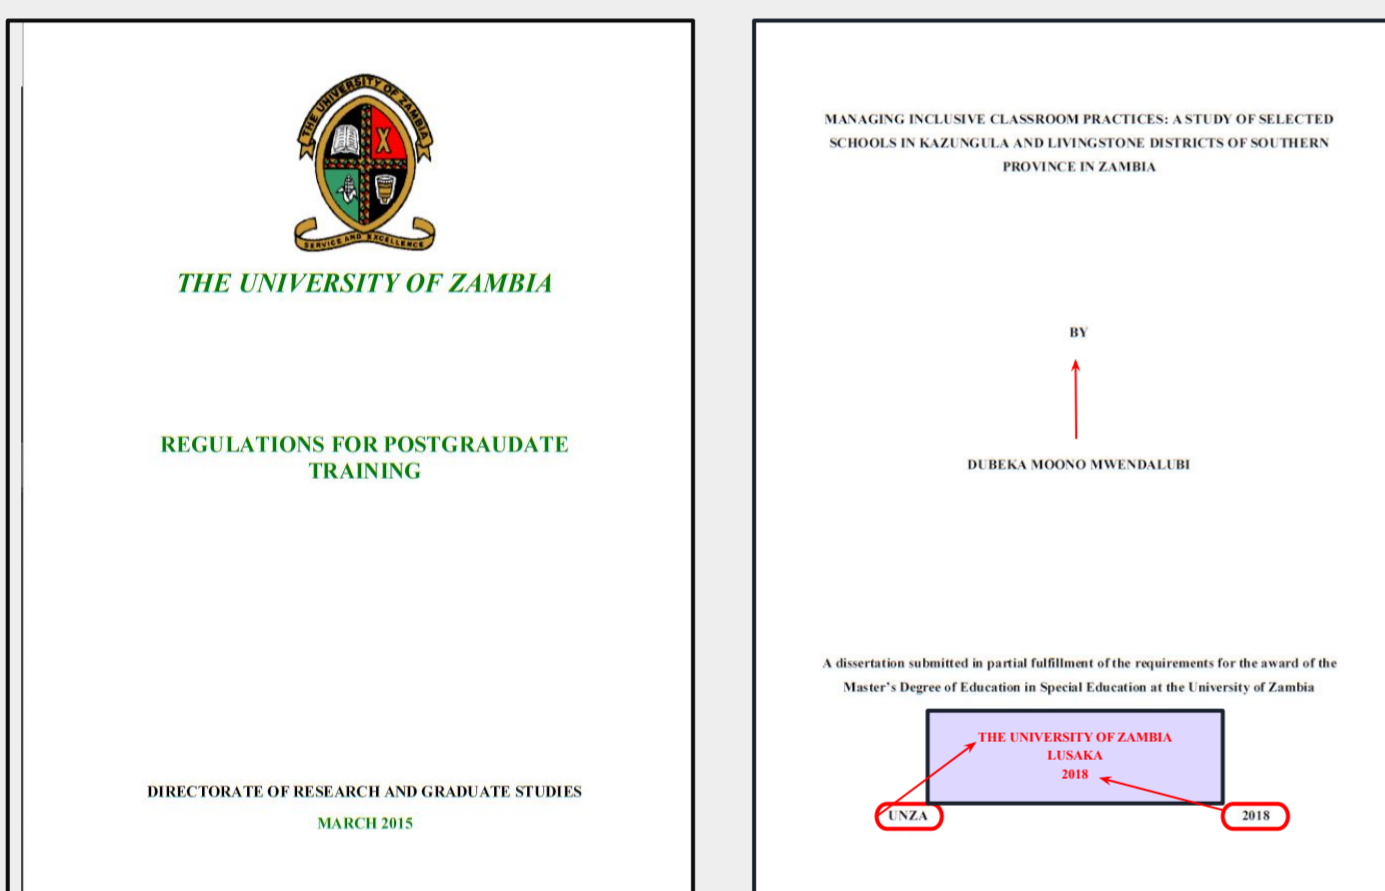 THE UNIVERSITY OF ZAMBIA
SERVICE AND EXCELLENCE
THE UNIVERSITY OF ZAMBIA
REGULATIONS FOR POSTGRAUDATE
TRAINING
DIRECTORATE OF RESEARCH AND GRADUATE STUDIES
MARCH 2015
MANAGING INCLUSIVE CLASSROOM PRACTICES: A STUDY OF SELECTED
SCHOOLS IN KAZUNGULA AND LIVINGSTONE DISTRICTS OF SOUTHERN
PROVINCE IN ZAMBIA
BY
DUBEKA MOONO MWENDALUBI
A dissertation submitted in partial fulfillment of the requirements for the award of the
Master's Degree of Education in Special Education at the University of Zambia
THE UNIVERSITY OF ZAMBIA
LUSAKA
2018
UNZA 2018